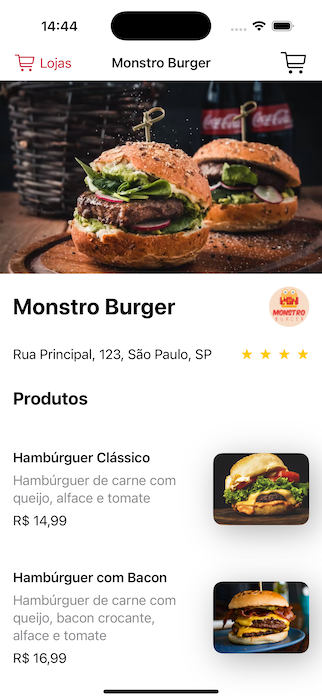 14:44
Lojas
Monstro Burger
Coca-Cola
Monstro Burger
MONSTRO
BURGER
Rua Principal, 123, São Paulo, SP
Produtos
Hambúrguer Clássico
Hambúrguer de carne com
queijo, alface e tomate
R$ 14,99
Hambúrguer com Bacon
Hambúrguer de carne com
queijo, bacon crocante,
alface e tomate
R$ 16,99